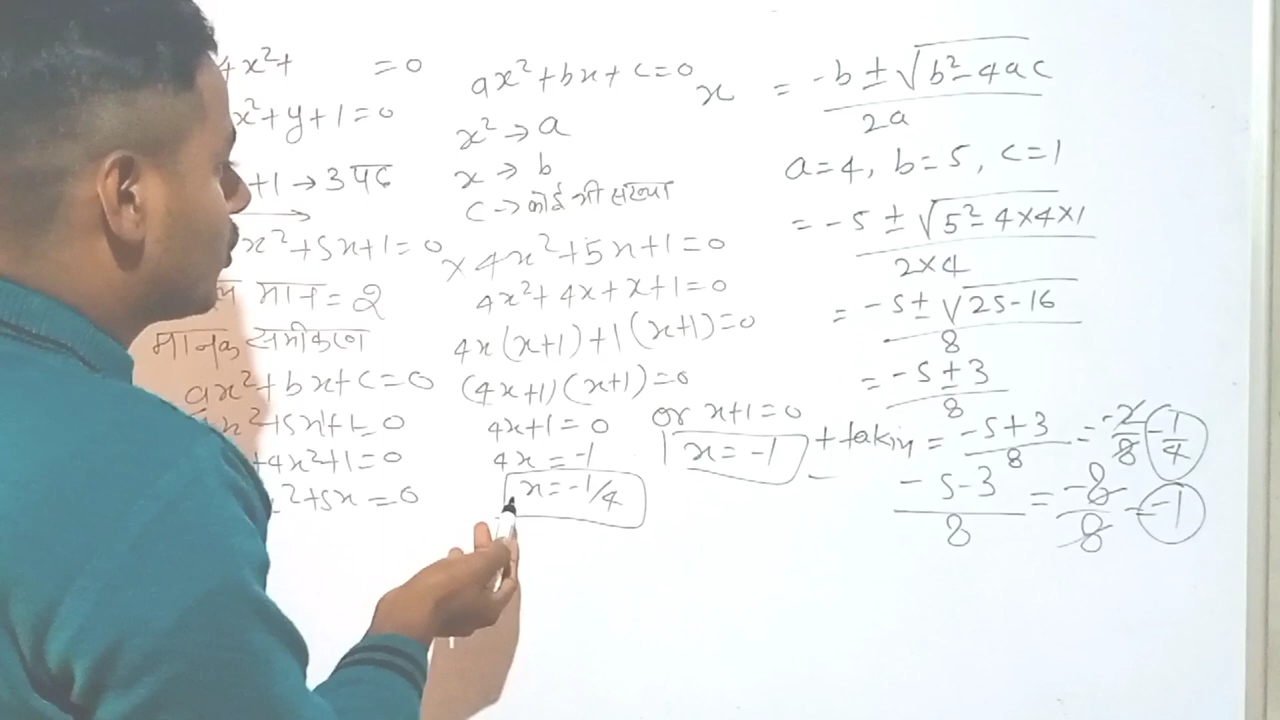 4x²+ =0
x²+y+1=0
+1→3 पद
x²+5x+1=0
मान=2
मानक समीकरण
ax²+bx+c=0
x²+5x+1=0
+4x²+1=0
x²+5x=0
ax²+bx+c=0
x²→a
x→b
c→कोई भी संख्या
×4x²+5x+1=0
4x²+4x+x+1=0
4x(x+1)+1(x+1)=0
(4x+1)(x+1)=0
4x+1=0 or x+1=0
4x=-1 x=-1
x=-1/4
x = -b±√b²-4ac
2a
a=4, b=5, c=1
= -5±√5²-4×4×1
2×4
= -5±√25-16
8
= -5±3
8
+ takin = -5+3 = -2 -1
8 8 4
- -5-3 = -8 = -1
8 8